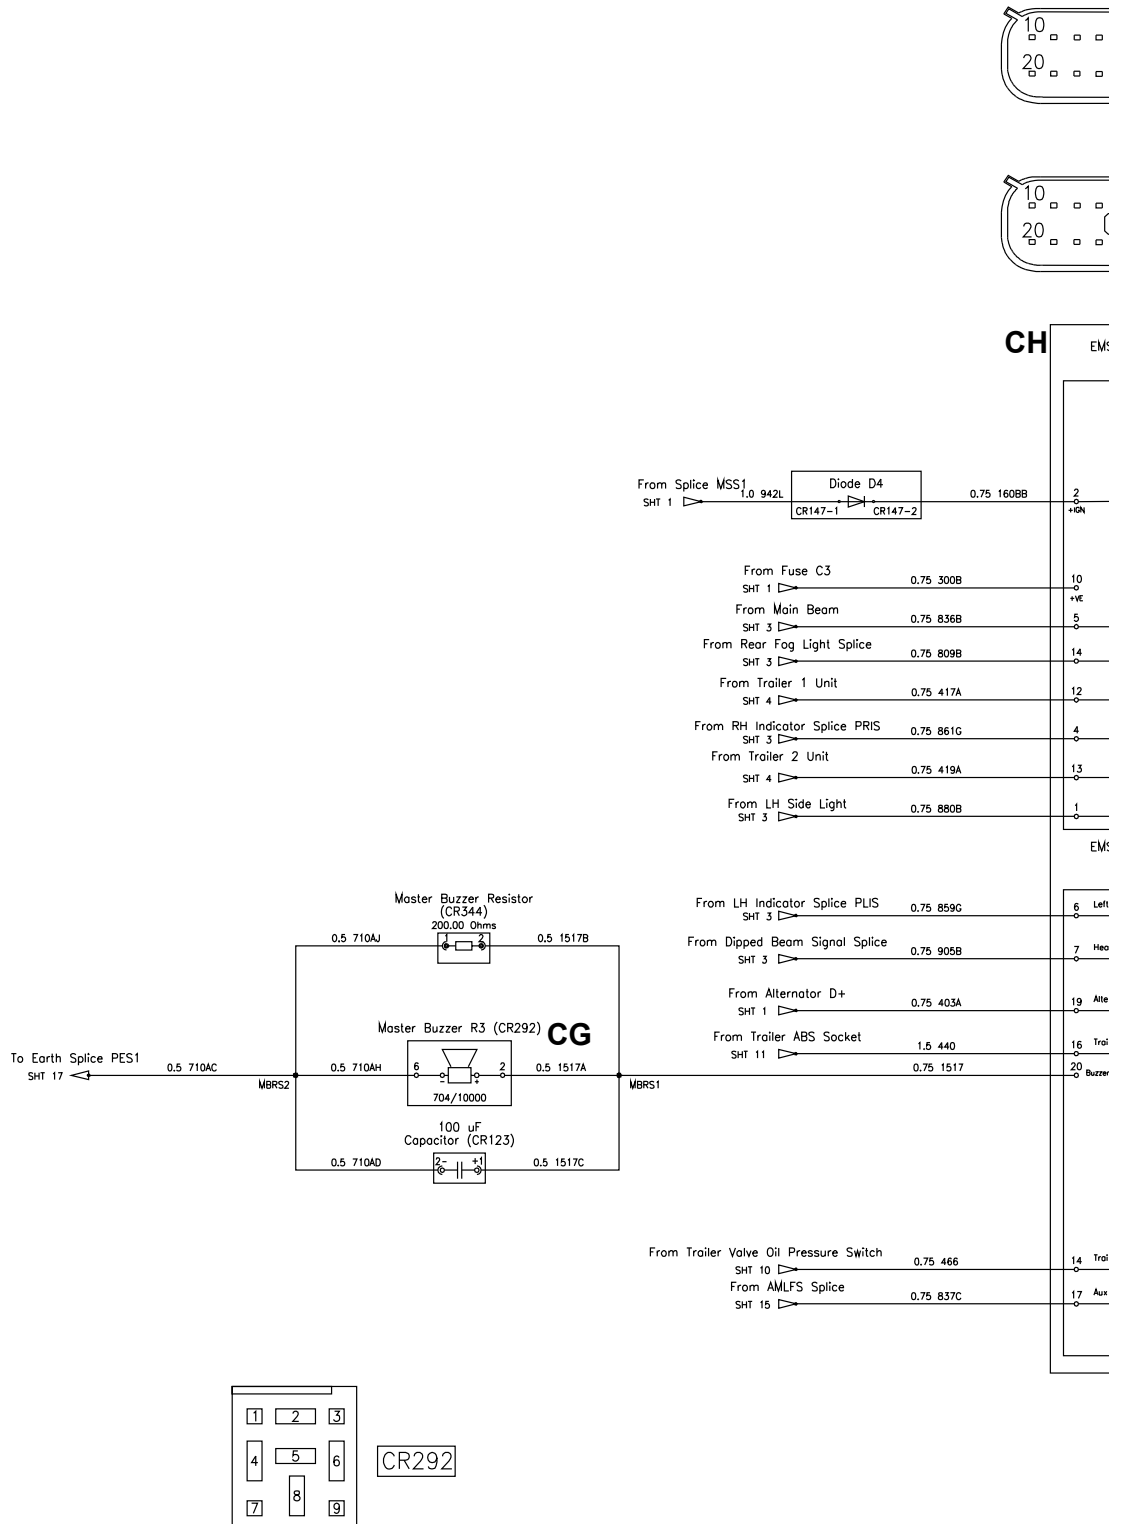 10
20
10
20
CH
EMS
From Splice MSS1
SHT 1
1.0 942L
Diode D4
CR147-1
CR147-2
0.75 160BB
2
+IGN
From Fuse C3
SHT 1
0.75 300B
10
+VE
From Main Beam
SHT 3
0.75 836B
5
From Rear Fog Light Splice
SHT 3
0.75 809B
14
From Trailer 1 Unit
SHT 4
0.75 417A
12
From RH Indicator Splice PRIS
SHT 3
0.75 861G
4
From Trailer 2 Unit
SHT 4
0.75 419A
13
From LH Side Light
SHT 3
0.75 880B
1
EMS
From LH Indicator Splice PLIS
SHT 3
0.75 859G
6
Left
From Dipped Beam Signal Splice
SHT 3
0.75 905B
7
Hea
From Alternator D+
SHT 1
0.75 403A
19
Alte
From Trailer ABS Socket
SHT 11
1.5 440
16
Trai
Master Buzzer Resistor
(CR344)
200.00 Ohms
0.5 710AJ
1
2
0.5 1517B
Master Buzzer R3 (CR292)
CG
To Earth Splice PES1
SHT 17
0.5 710AC
MBRS2
0.5 710AH
6
-
+
2
704/10000
0.5 1517A
MBRS1
0.75 1517
20
Buzzer
100 uF
Capacitor (CR123)
0.5 710AD
2-
+1
0.5 1517C
From Trailer Valve Oil Pressure Switch
SHT 10
0.75 466
14
Trai
From AMLFS Splice
SHT 15
0.75 837C
17
Aux
1
2
3
4
5
6
7
8
9
CR292